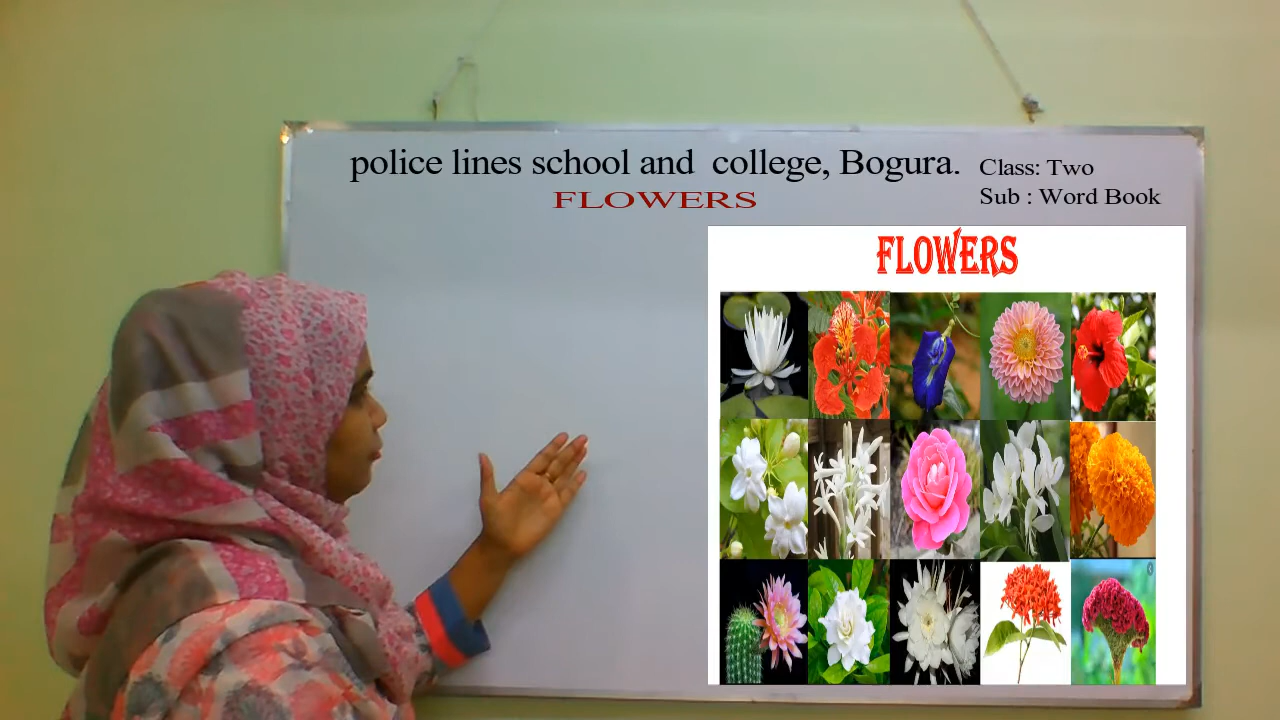 police lines school and college, Bogura.
FLOWERS
Class: Two
Sub : Word Book
FLOWERS